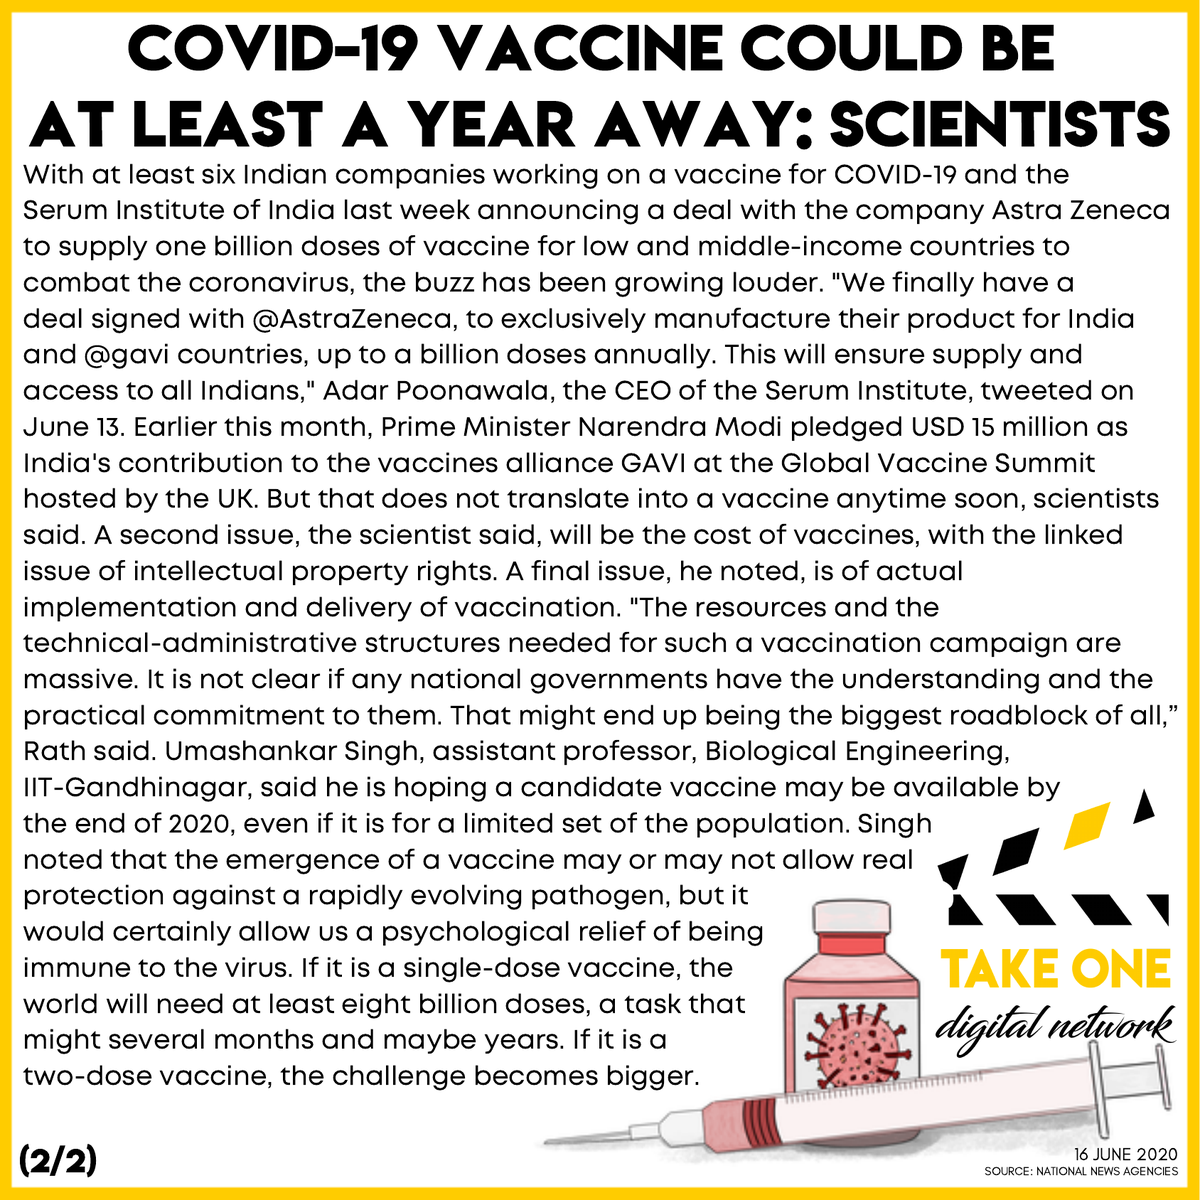 COVID-19 VACCINE COULD BE
AT LEAST A YEAR AWAY: SCIENTISTS
With at least six Indian companies working on a vaccine for COVID-19 and the
Serum Institute of India last week announcing a deal with the company Astra Zeneca
to supply one billion doses of vaccine for low and middle-income countries to
combat the coronavirus, the buzz has been growing louder. "We finally have a
deal signed with @AstraZeneca, to exclusively manufacture their product for India
and @gavi countries, up to a billion doses annually. This will ensure supply and
access to all Indians," Adar Poonawala, the CEO of the Serum Institute, tweeted on
June 13. Earlier this month, Prime Minister Narendra Modi pledged USD 15 million as
India's contribution to the vaccines alliance GAVI at the Global Vaccine Summit
hosted by the UK. But that does not translate into a vaccine anytime soon, scientists
said. A second issue, the scientist said, will be the cost of vaccines, with the linked
issue of intellectual property rights. A final issue, he noted, is of actual
implementation and delivery of vaccination. "The resources and the
technical-administrative structures needed for such a vaccination campaign are
massive. It is not clear if any national governments have the understanding and the
practical commitment to them. That might end up being the biggest roadblock of all,”
Rath said. Umashankar Singh, assistant professor, Biological Engineering,
IIT-Gandhinagar, said he is hoping a candidate vaccine may be available by
the end of 2020, even if it is for a limited set of the population. Singh
noted that the emergence of a vaccine may or may not allow real
protection against a rapidly evolving pathogen, but it
would certainly allow us a psychological relief of being
immune to the virus. If it is a single-dose vaccine, the
world will need at least eight billion doses, a task that
might several months and maybe years. If it is a
two-dose vaccine, the challenge becomes bigger.
TAKE ONE
digital network
(2/2)
16 JUNE 2020
SOURCE: NATIONAL NEWS AGENCIES